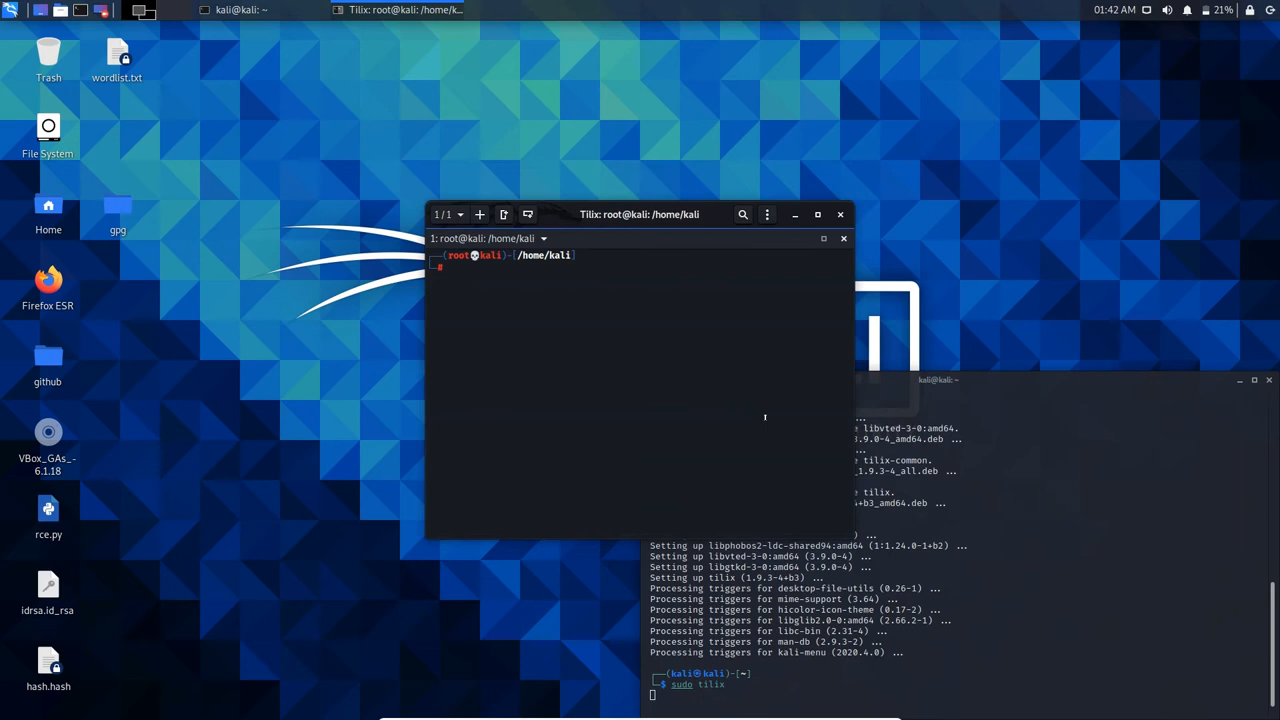 kali@kali: ~
Tilix: root@kali: /home/k...
01:42 AM
21%
Trash
wordlist.txt
File System
Home
gpg
Firefox ESR
github
VBox_GAs_-
6.1.18
rce.py
idrsa.id_rsa
hash.hash
1 / 1
Tilix: root@kali: /home/kali
1: root@kali: /home/kali
(root💀kali)-[/home/kali]
#
kali@kali: ~
...
e libvted-3-0:amd64.
3.9.0-4_amd64.deb ...
...
e tilix-common.
_1.9.3-4_all.deb ...
e tilix.
4+b3_amd64.deb ...
) ...
Setting up libphobos2-ldc-shared94:amd64 (1:1.24.0-1+b2) ...
Setting up libvted-3-0:amd64 (3.9.0-4) ...
Setting up libgtkd-3-0:amd64 (3.9.0-4) ...
Setting up tilix (1.9.3-4+b3) ...
Processing triggers for desktop-file-utils (0.26-1) ...
Processing triggers for mime-support (3.64) ...
Processing triggers for hicolor-icon-theme (0.17-2) ...
Processing triggers for libglib2.0-0:amd64 (2.66.2-1) ...
Processing triggers for libc-bin (2.31-4) ...
Processing triggers for man-db (2.9.3-2) ...
Processing triggers for kali-menu (2020.4.0) ...
┌──(kali㉿kali)-[~]
└─$ sudo tilix